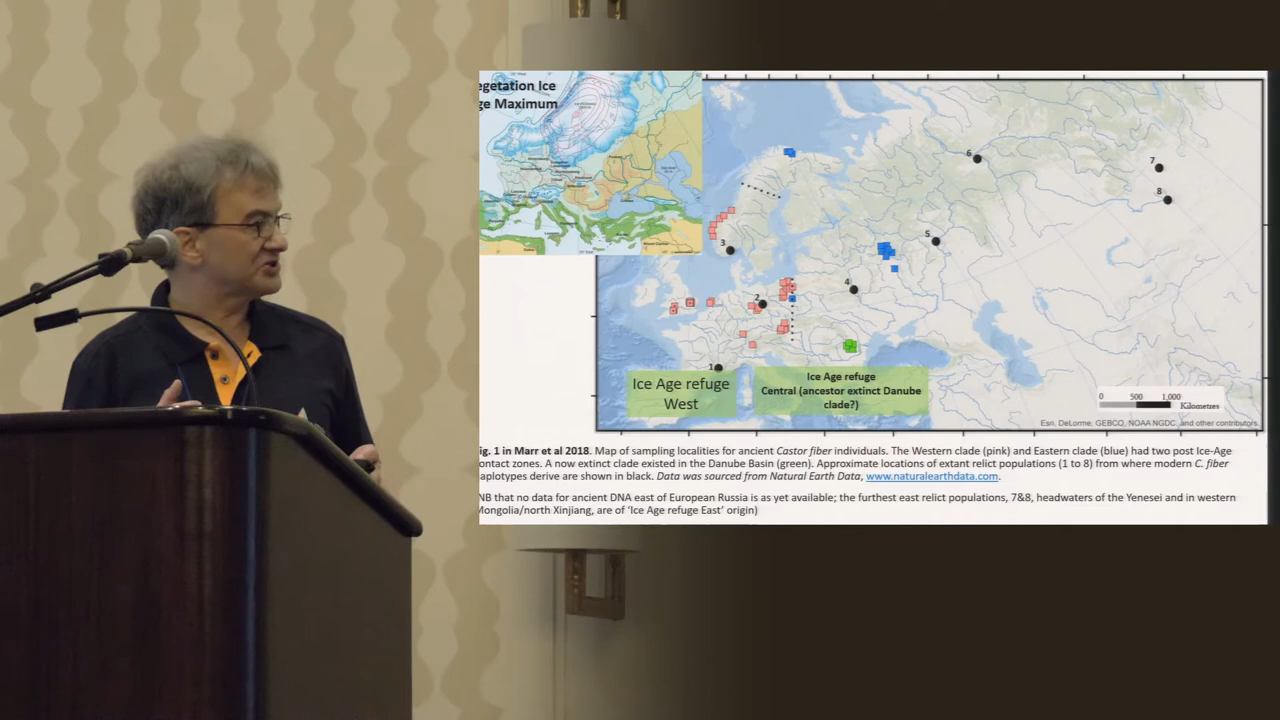 egetation Ice
ge Maximum
6
7
8
5
3
4
2
1
Ice Age refuge
West
Ice Age refuge
Central (ancestor extinct Danube
clade?)
0 500 1,000
Kilometres
Esri, DeLorme, GEBCO, NOAA NGDC, and other contributors
ig. 1 in Marr et al 2018. Map of sampling localities for ancient Castor fiber individuals. The Western clade (pink) and Eastern clade (blue) had two post Ice-Age
ontact zones. A now extinct clade existed in the Danube Basin (green). Approximate locations of extant relict populations (1 to 8) from where modern C. fiber
aplotypes derive are shown in black. Data was sourced from Natural Earth Data, www.naturalearthdata.com.
NB that no data for ancient DNA east of European Russia is as yet available; the furthest east relict populations, 7&8, headwaters of the Yenesei and in western
Mongolia/north Xinjiang, are of 'Ice Age refuge East' origin)